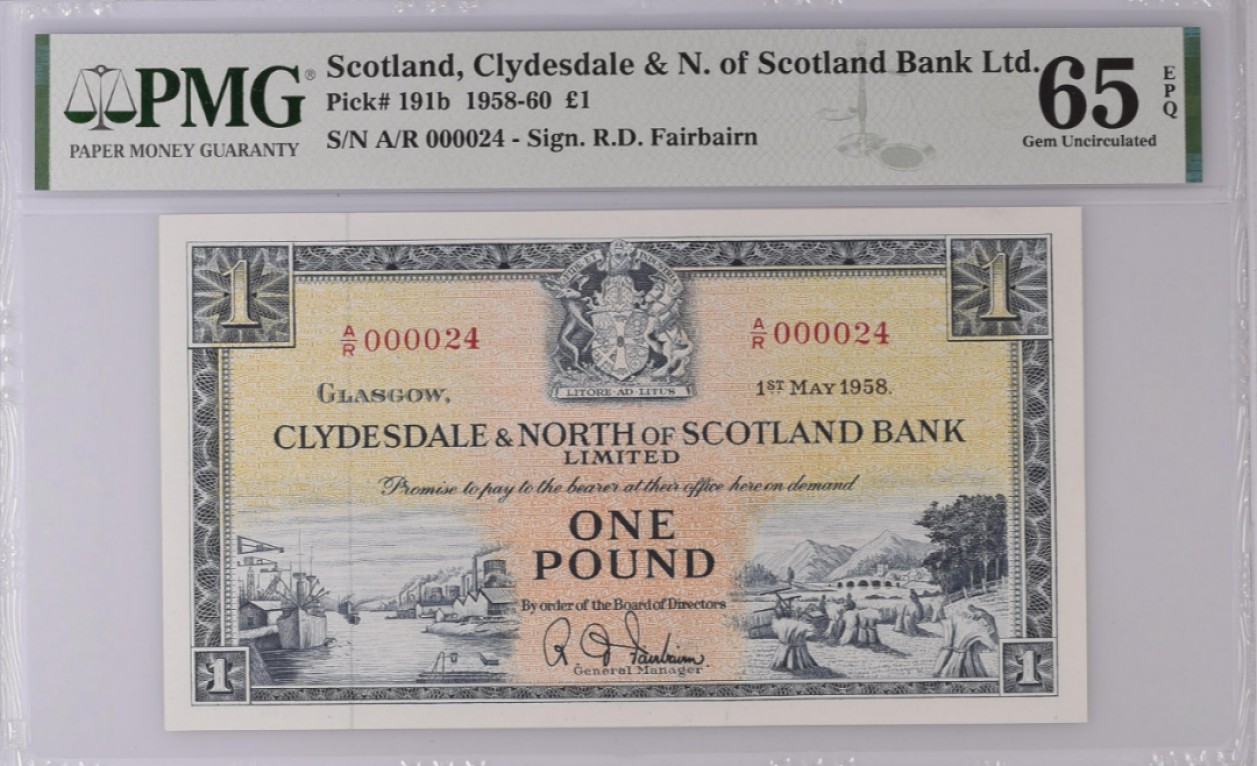 PMG®
PAPER MONEY GUARANTY
Scotland, Clydesdale & N. of Scotland Bank Ltd.
Pick# 191b 1958-60 £1
S/N A/R 000024 - Sign. R.D. Fairbairn
65
EPQ
Gem Uncirculated
1
1
A/R 000024
A/R 000024
LITORE·AD·LITUS
GLASGOW,
1ST MAY 1958.
CLYDESDALE & NORTH OF SCOTLAND BANK
LIMITED
Promise to pay to the bearer at their office here on demand
ONE
POUND
By order of the Board of Directors
R D Fairbairn
General Manager
1
1